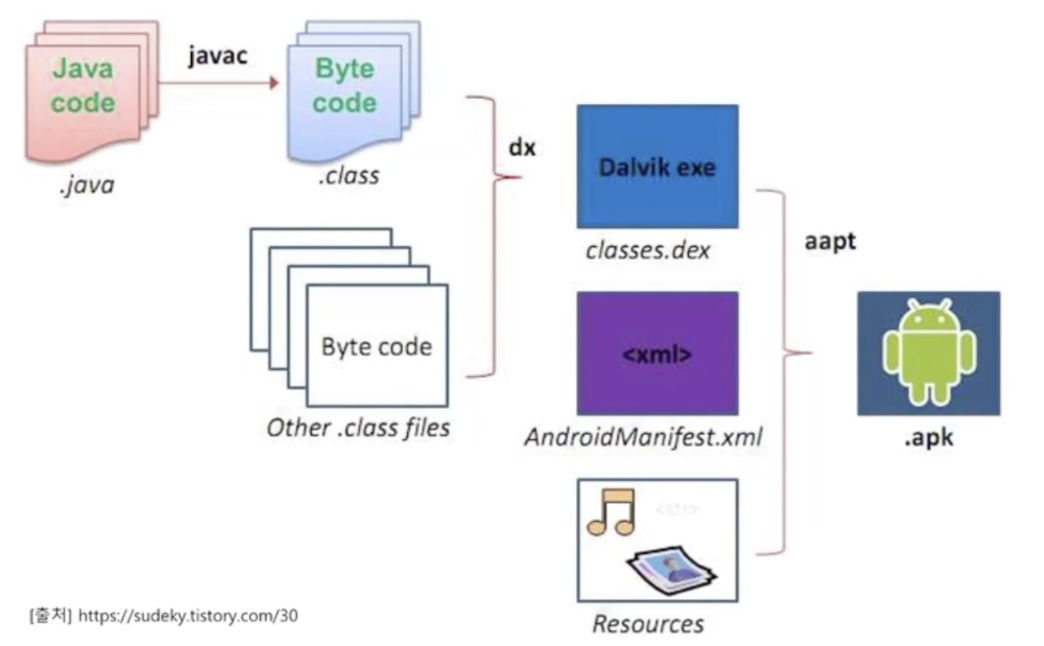 Java
code
.java
javac
Byte
code
.class
Byte code
Other .class files
dx
Dalvik exe
classes.dex
<xml>
AndroidManifest.xml
Resources
aapt
.apk
[출처] https://sudeky.tistory.com/30